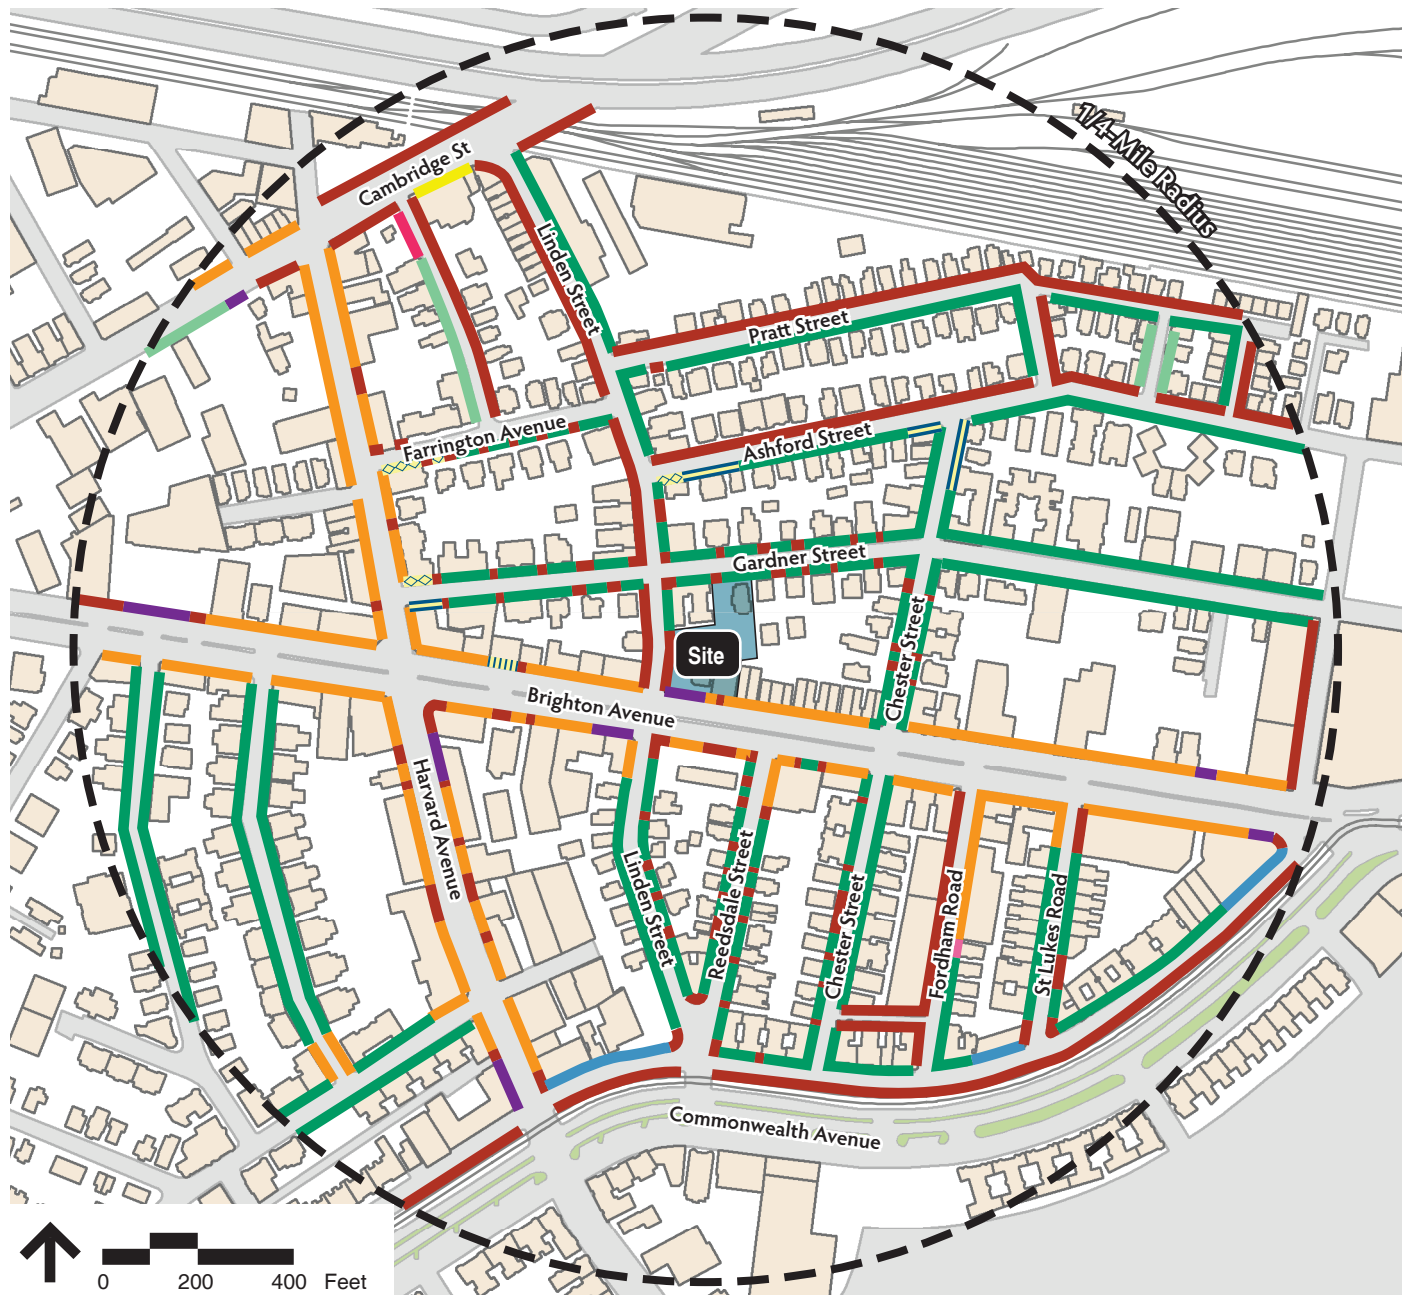 1/4-Mile Radius
Cambridge St
Linden Street
Pratt Street
Farrington Avenue
Ashford Street
Gardner Street
Chester Street
Site
Brighton Avenue
Harvard Avenue
Linden Street
Reedsdale Street
Chester Street
Fordham Road
St Lukes Road
Commonwealth Avenue
0 200 400 Feet